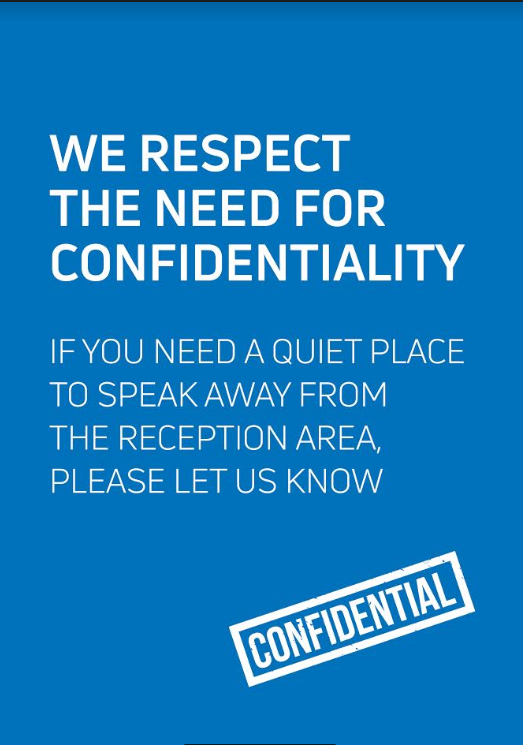 WE RESPECT
THE NEED FOR
CONFIDENTIALITY
IF YOU NEED A QUIET PLACE
TO SPEAK AWAY FROM
THE RECEPTION AREA,
PLEASE LET US KNOW
CONFIDENTIAL